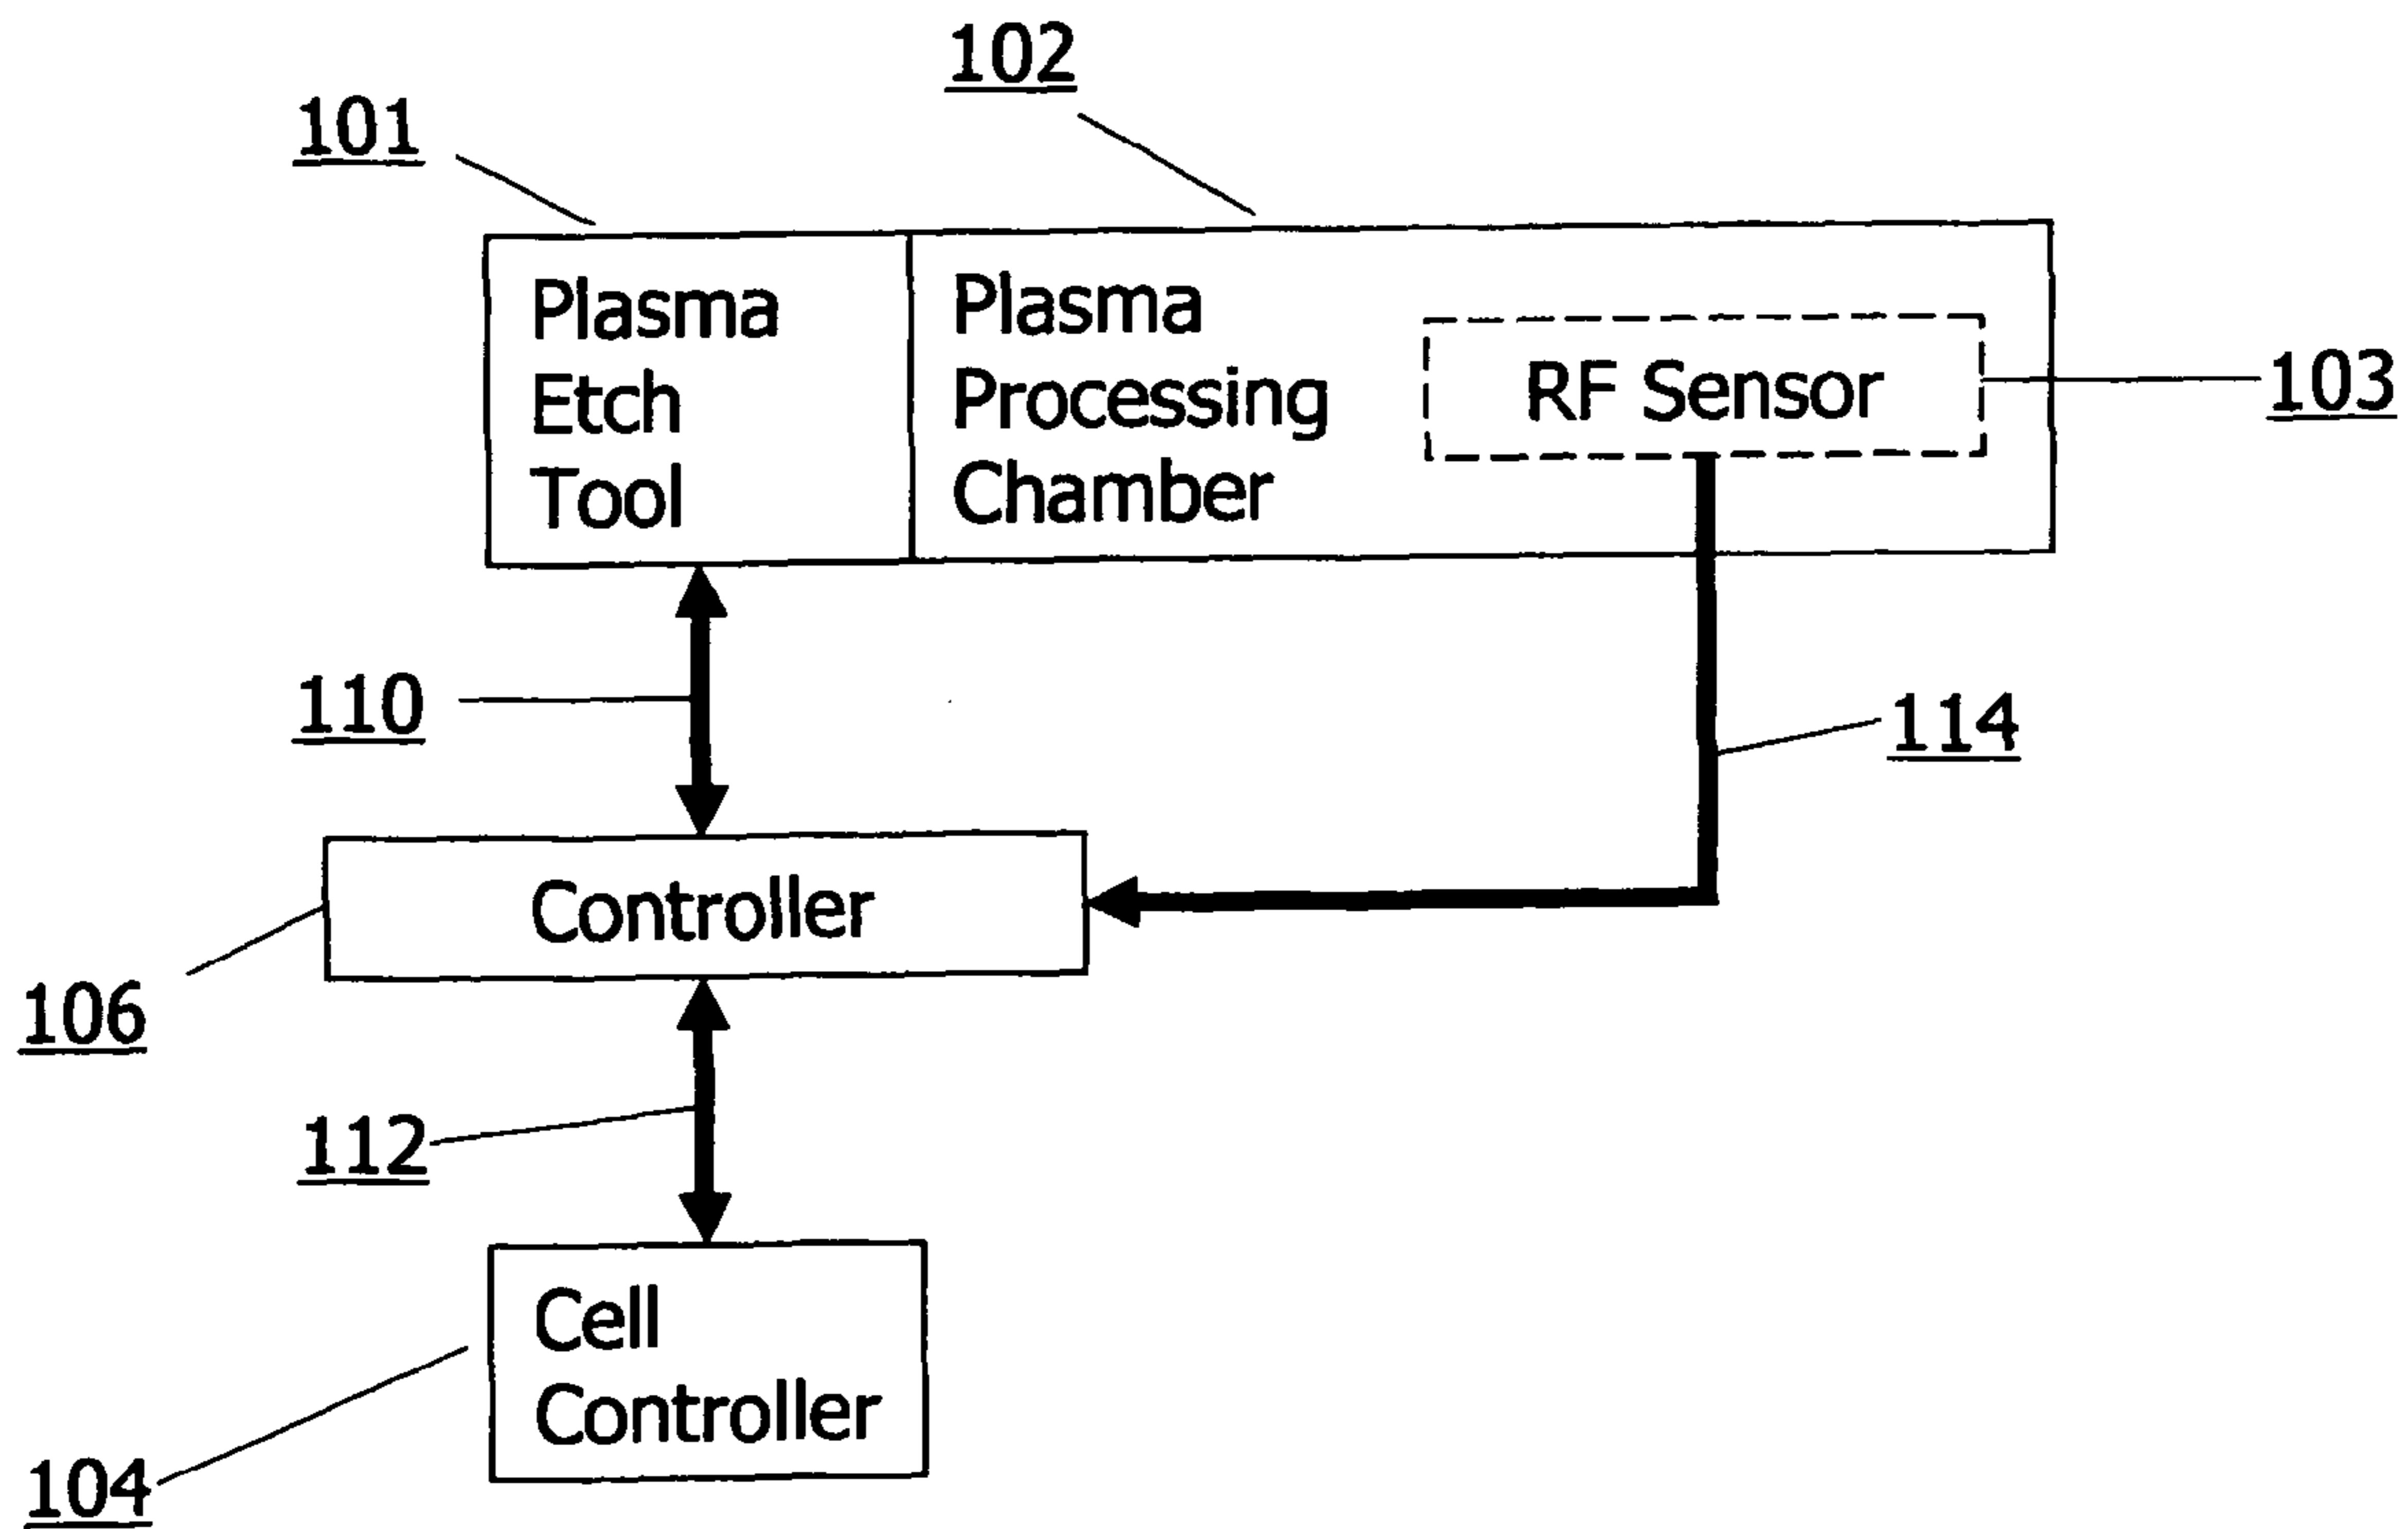 102
101
Plasma
Etch
Tool
Plasma
Processing
Chamber
RF Sensor
103
110
114
Controller
106
112
Cell
Controller
104